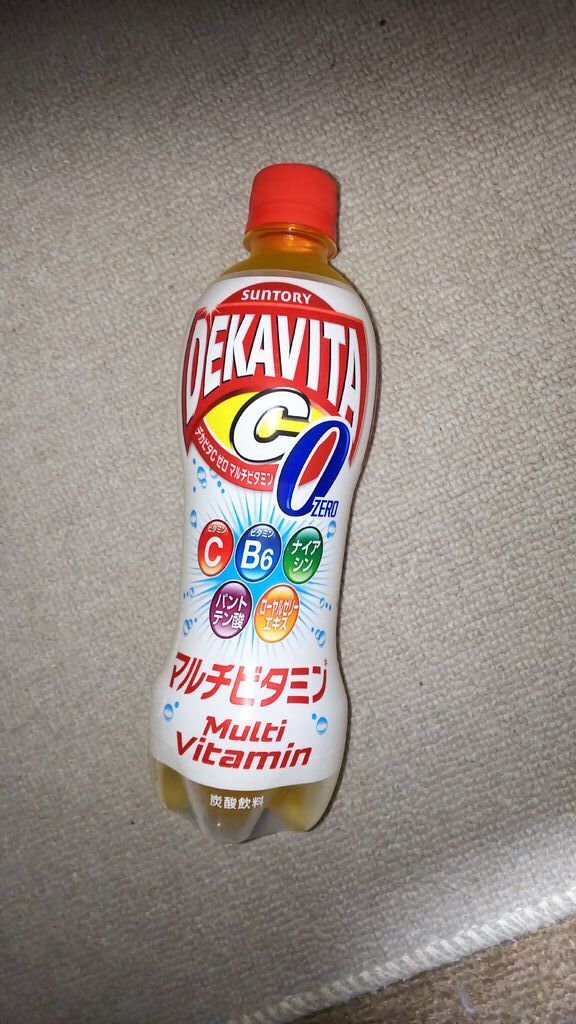 SUNTORY
DEKAVITA
C
デカビタC ゼロ マルチビタミン
0
ZERO
ビタミン
C
ビタミン
B6
ナイア
シン
パント
テン酸
ローヤルゼリー
エキス
マルチビタミン*
Multi
Vitamin
炭酸飲料